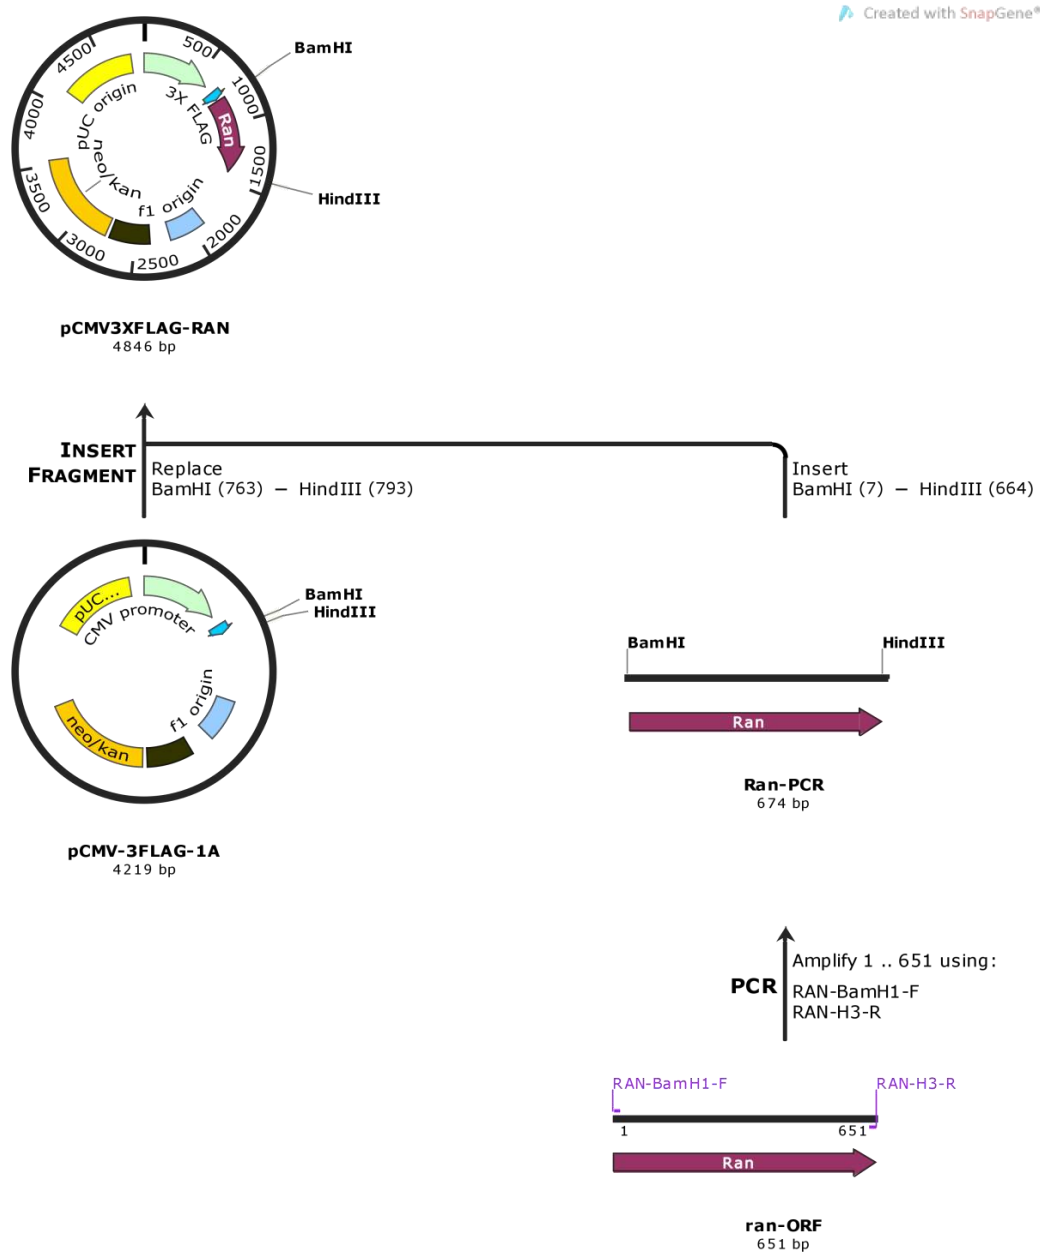 Created with SnapGene®
BamHI
HindIII
500
1000
1500
2000
2500
3000
3500
4000
4500
pUC origin
3X FLAG
Ran
neo/kan
f1 origin
pCMV3XFLAG-RAN
4846 bp
INSERT
FRAGMENT
Replace
BamHI (763) – HindIII (793)
Insert
BamHI (7) – HindIII (664)
BamHI
HindIII
pUC...
CMV promoter
f1 origin
neo/kan
pCMV-3FLAG-1A
4219 bp
BamHI
HindIII
Ran
Ran-PCR
674 bp
PCR
Amplify 1 .. 651 using:
RAN-BamH1-F
RAN-H3-R
RAN-BamH1-F
RAN-H3-R
1
651
Ran
ran-ORF
651 bp